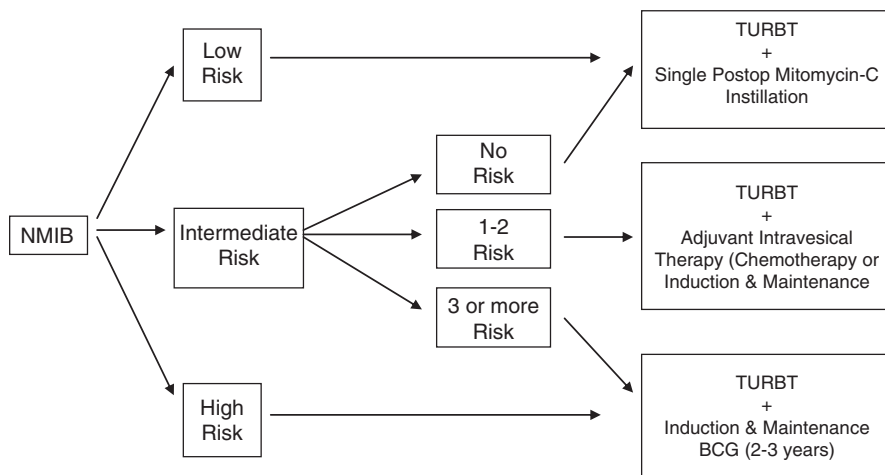 NMIB
Low
Risk
Intermediate
Risk
High
Risk
No
Risk
1-2
Risk
3 or more
Risk
TURBT
+
Single Postop Mitomycin-C
Instillation
TURBT
+
Adjuvant Intravesical
Therapy (Chemotherapy or
Induction & Maintenance
TURBT
+
Induction & Maintenance
BCG (2-3 years)